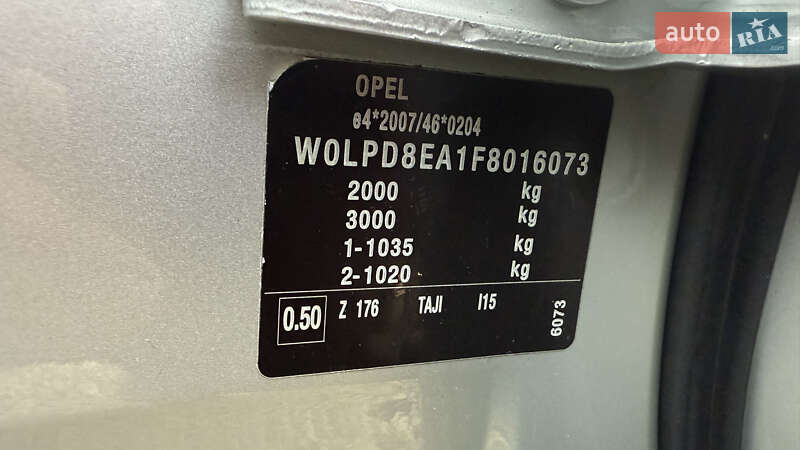 auto RIA.com
OPEL
e4*2007/46*0204
W0LPD8EA1F8016073
2000 kg
3000 kg
1-1035 kg
2-1020 kg
0.50 Z 176 TAJI I15
6073